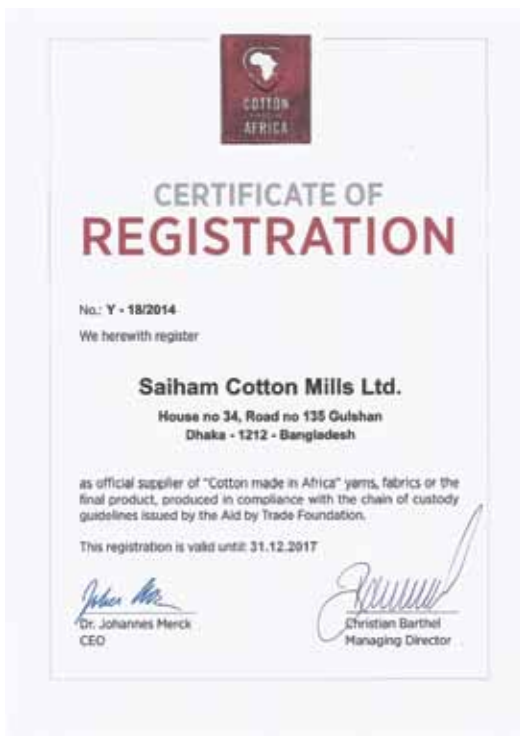 COTTON
AFRICA
CERTIFICATE OF
REGISTRATION
No.: Y - 18/2014
We herewith register
Saiham Cotton Mills Ltd.
House no 34, Road no 135 Gulshan
Dhaka - 1212 - Bangladesh
as official supplier of "Cotton made in Africa" yarns, fabrics or the
final product, produced in compliance with the chain of custody
guidelines issued by the Aid by Trade Foundation.
This registration is valid until: 31.12.2017
Dr. Johannes Merck
CEO
Christian Barthel
Managing Director